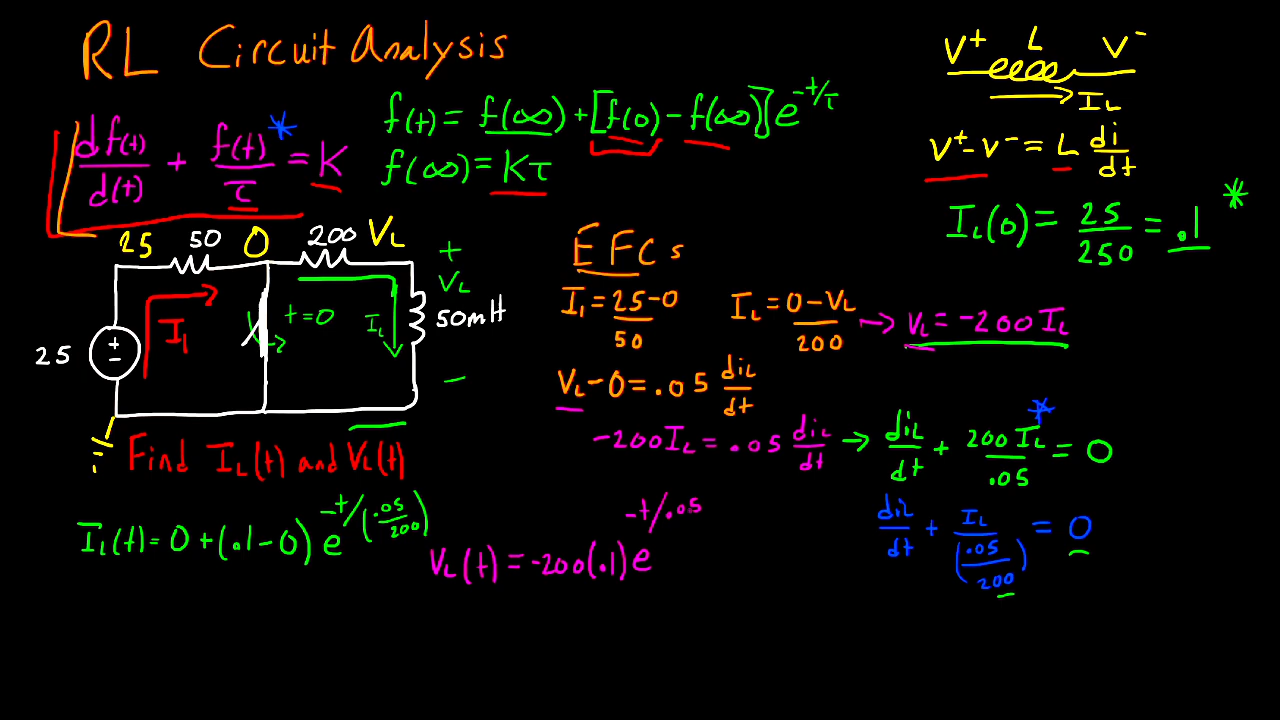 RL Circuit Analysis
df(t)/d(t) + f(t)/τ = K *
f(t) = f(∞) + [f(0) - f(∞)] e^-t/τ
f(∞) = Kτ
V+ L V-
IL
V+ - V- = L di/dt
IL(0) = 25/250 = .1 *
25 50 0 200 VL
+
VL
-
I1
t=0
IL
50mH
25
+
-
Find IL(t) and VL(t)
EFCs
I1 = 25-0/50
IL = 0-VL/200 → VL = -200IL
VL - 0 = .05 diL/dt
-200IL = .05 diL/dt → diL/dt + 200IL/.05 = 0 *
diL/dt + IL/(.05/200) = 0
IL(t) = 0 + (.1-0) e^-t/(.05/200)
VL(t) = -200(.1) e^-t/.05